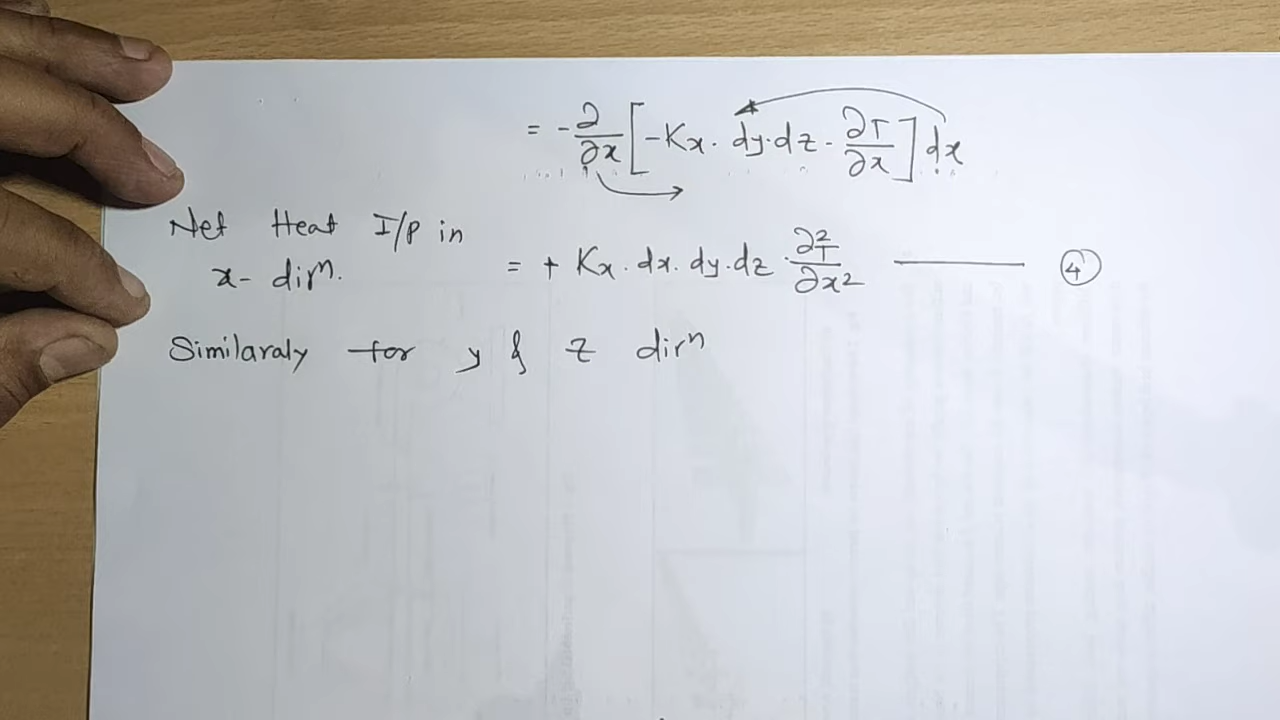 = - ∂/∂x [ -Kx · dy·dz · ∂T/∂x ] dx
Net Heat I/P in
x - dirⁿ. = + Kx · dx. dy. dz · ∂²T/∂x² ——— ④
Similaraly for y & z dirⁿ